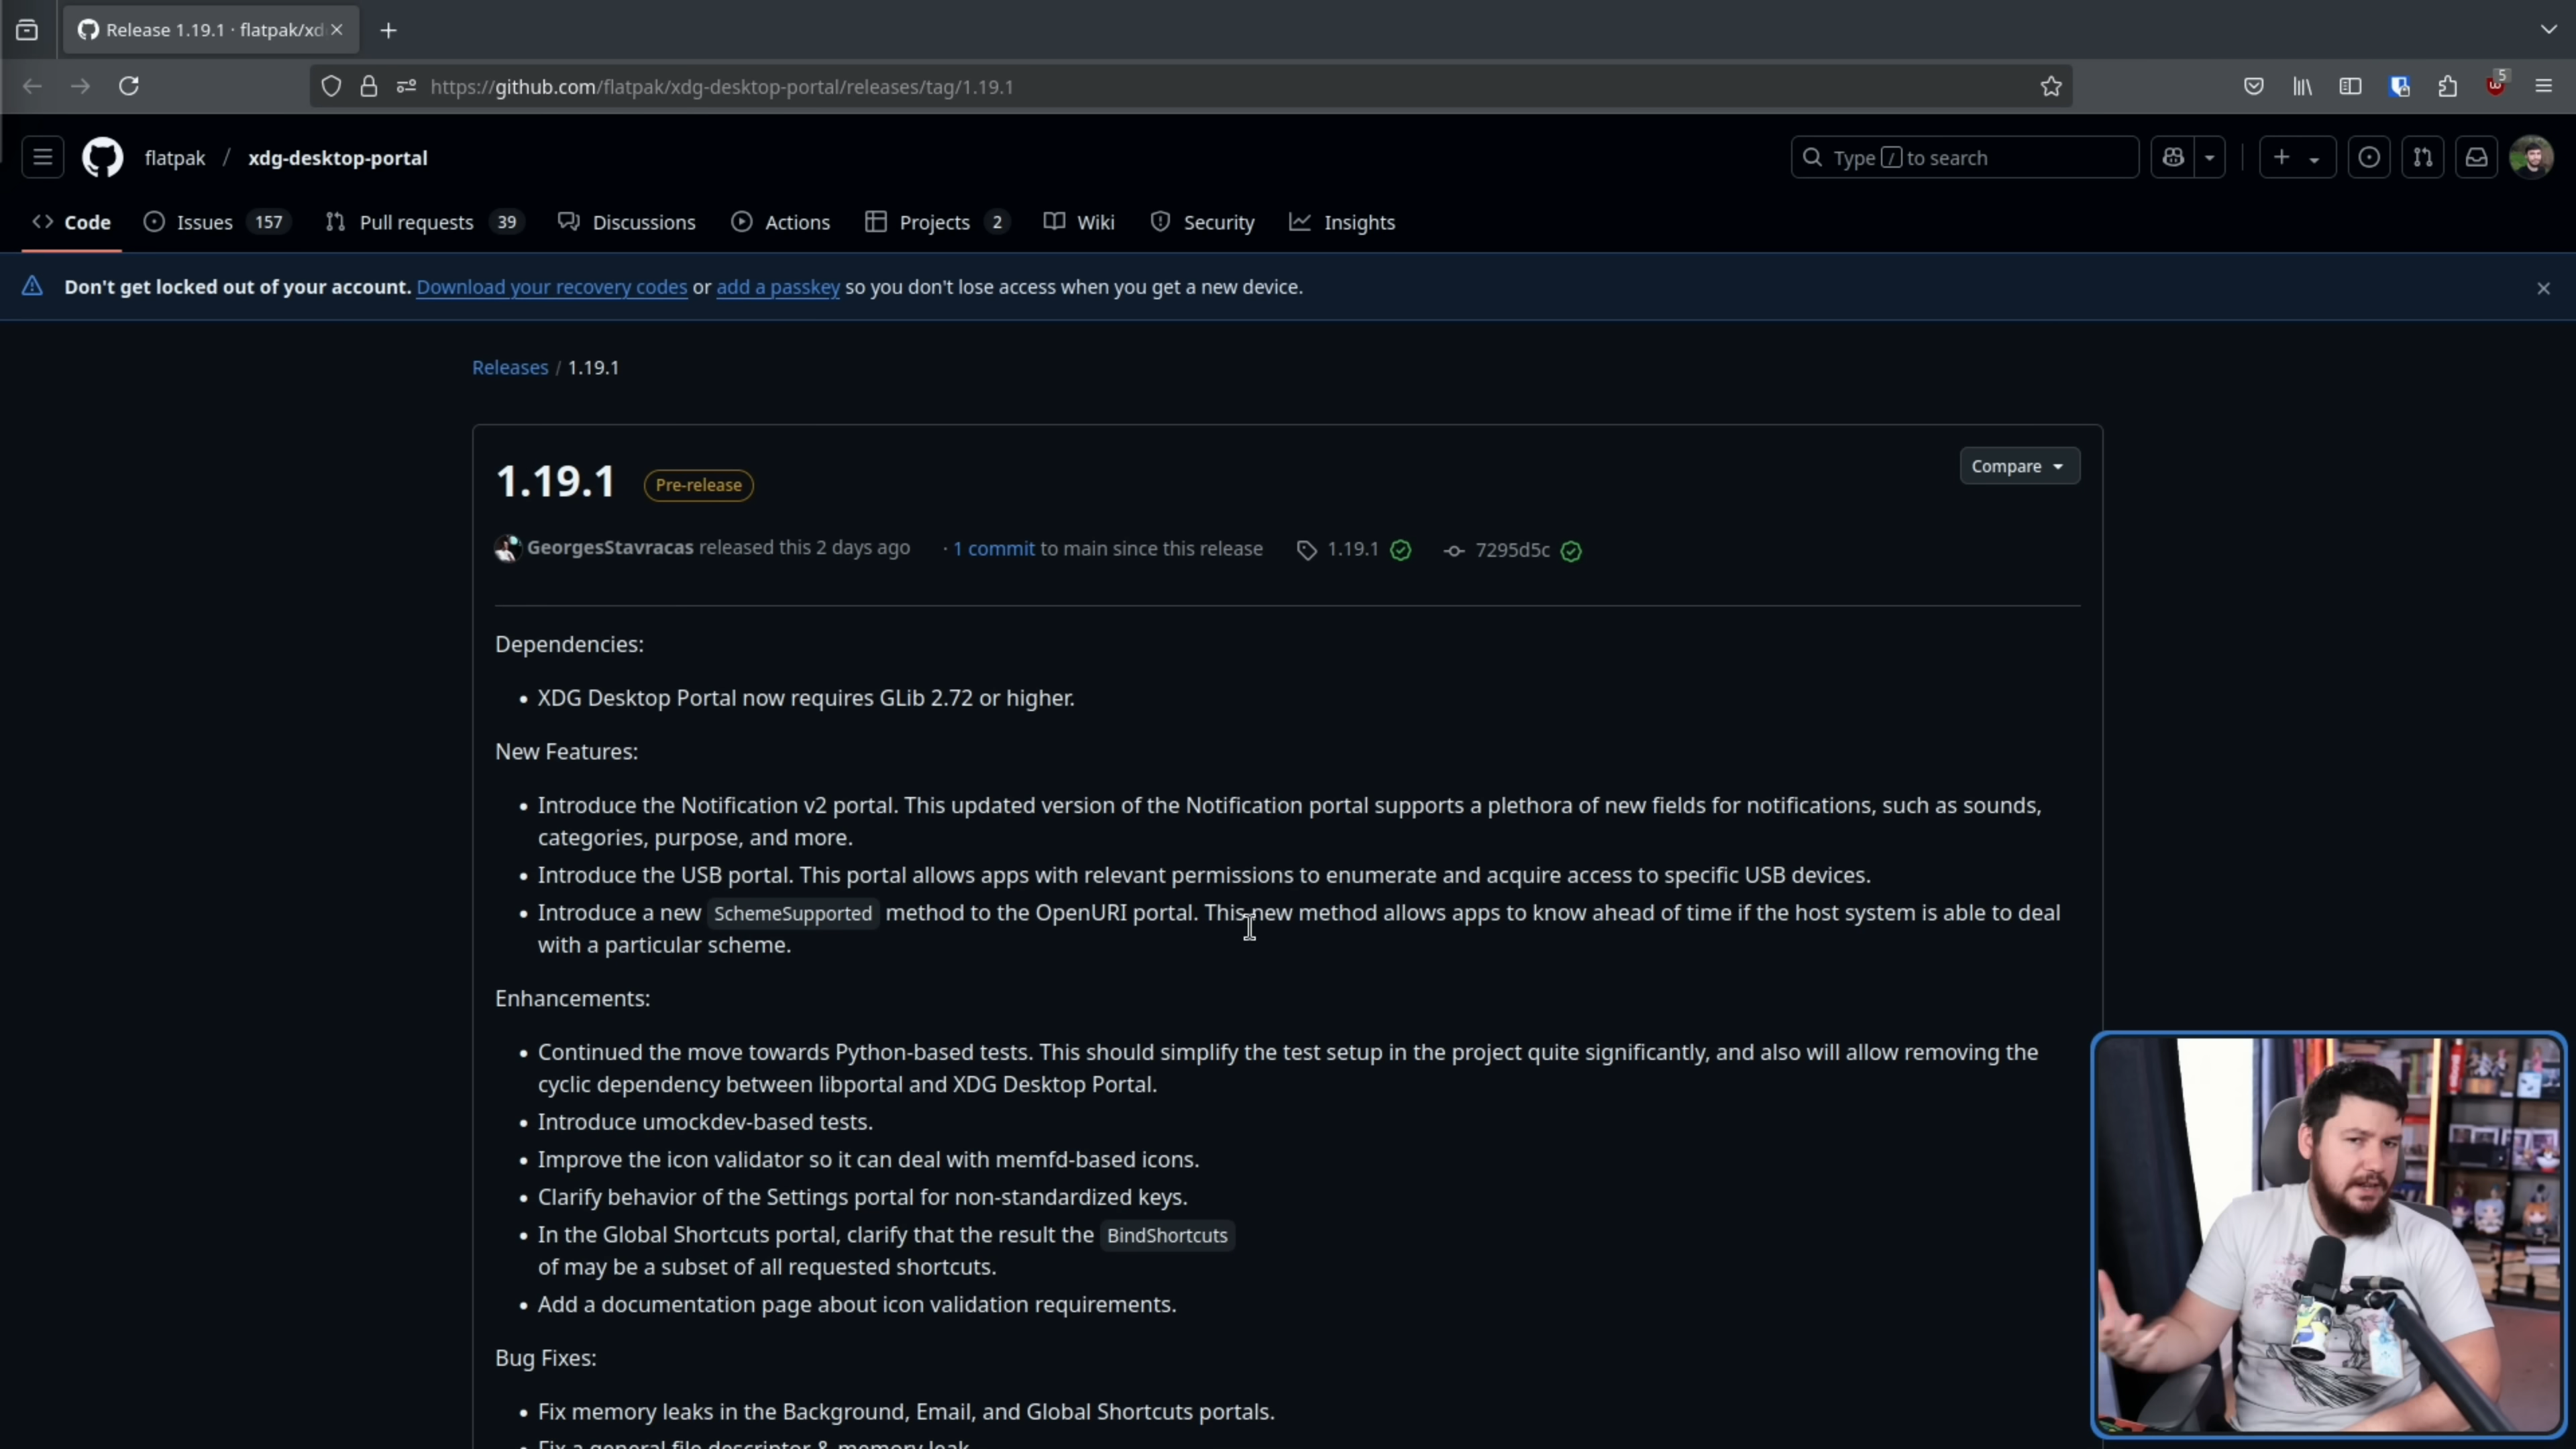 Release 1.19.1 · flatpak/xd
https://github.com/flatpak/xdg-desktop-portal/releases/tag/1.19.1
5
flatpak / xdg-desktop-portal
Type / to search
Code Issues 157 Pull requests 39 Discussions Actions Projects 2 Wiki Security Insights
Don't get locked out of your account. Download your recovery codes or add a passkey so you don't lose access when you get a new device.
Releases / 1.19.1
1.19.1 Pre-release
Compare
GeorgesStavracas released this 2 days ago · 1 commit to main since this release 1.19.1 7295d5c
Dependencies:
• XDG Desktop Portal now requires GLib 2.72 or higher.
New Features:
• Introduce the Notification v2 portal. This updated version of the Notification portal supports a plethora of new fields for notifications, such as sounds,
categories, purpose, and more.
• Introduce the USB portal. This portal allows apps with relevant permissions to enumerate and acquire access to specific USB devices.
• Introduce a new SchemeSupported method to the OpenURI portal. This new method allows apps to know ahead of time if the host system is able to deal
with a particular scheme.
Enhancements:
• Continued the move towards Python-based tests. This should simplify the test setup in the project quite significantly, and also will allow removing the
cyclic dependency between libportal and XDG Desktop Portal.
• Introduce umockdev-based tests.
• Improve the icon validator so it can deal with memfd-based icons.
• Clarify behavior of the Settings portal for non-standardized keys.
• In the Global Shortcuts portal, clarify that the result the BindShortcuts
of may be a subset of all requested shortcuts.
• Add a documentation page about icon validation requirements.
Bug Fixes:
• Fix memory leaks in the Background, Email, and Global Shortcuts portals.
• Fix a general file descriptor & memory leak